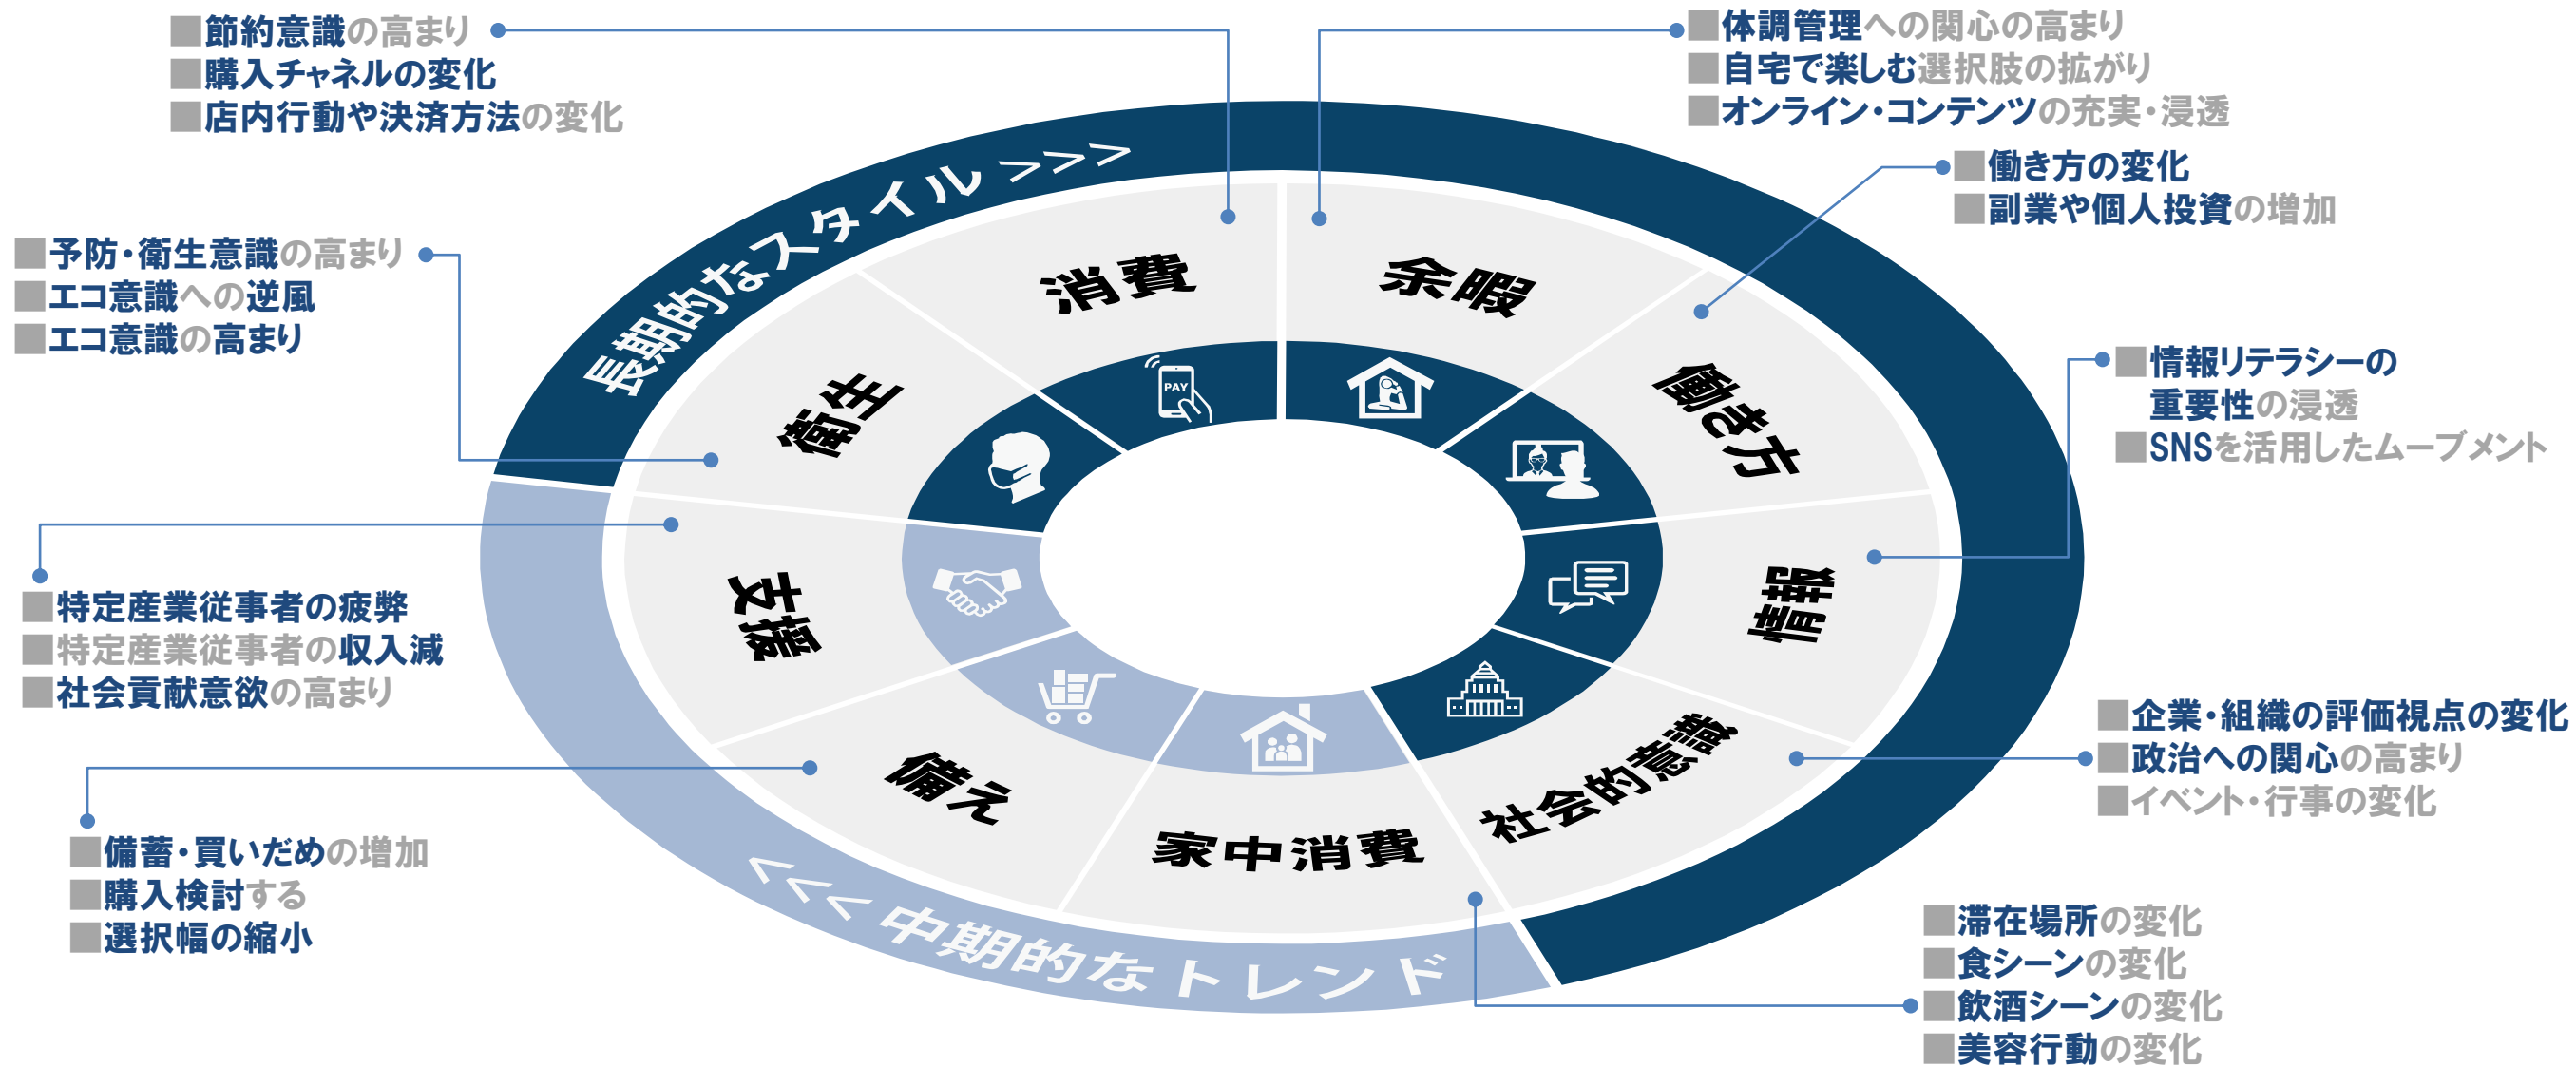 ■節約意識の高まり
■購入チャネルの変化
■店内行動や決済方法の変化
■体調管理への関心の高まり
■自宅で楽しむ選択肢の拡がり
■オンライン・コンテンツの充実・浸透
■働き方の変化
■副業や個人投資の増加
■予防・衛生意識の高まり
■エコ意識への逆風
■エコ意識の高まり
■情報リテラシーの
重要性の浸透
■SNSを活用したムーブメント
■特定産業従事者の疲弊
■特定産業従事者の収入減
■社会貢献意欲の高まり
■企業・組織の評価視点の変化
■政治への関心の高まり
■イベント・行事の変化
■備蓄・買いだめの増加
■購入検討する
■選択幅の縮小
■滞在場所の変化
■食シーンの変化
■飲酒シーンの変化
■美容行動の変化
長期的なスタイル >>>
<<< 中期的なトレンド
消費
余暇
働き方
情報
社会的意識
家中消費
備え
支援
衛生
PAY